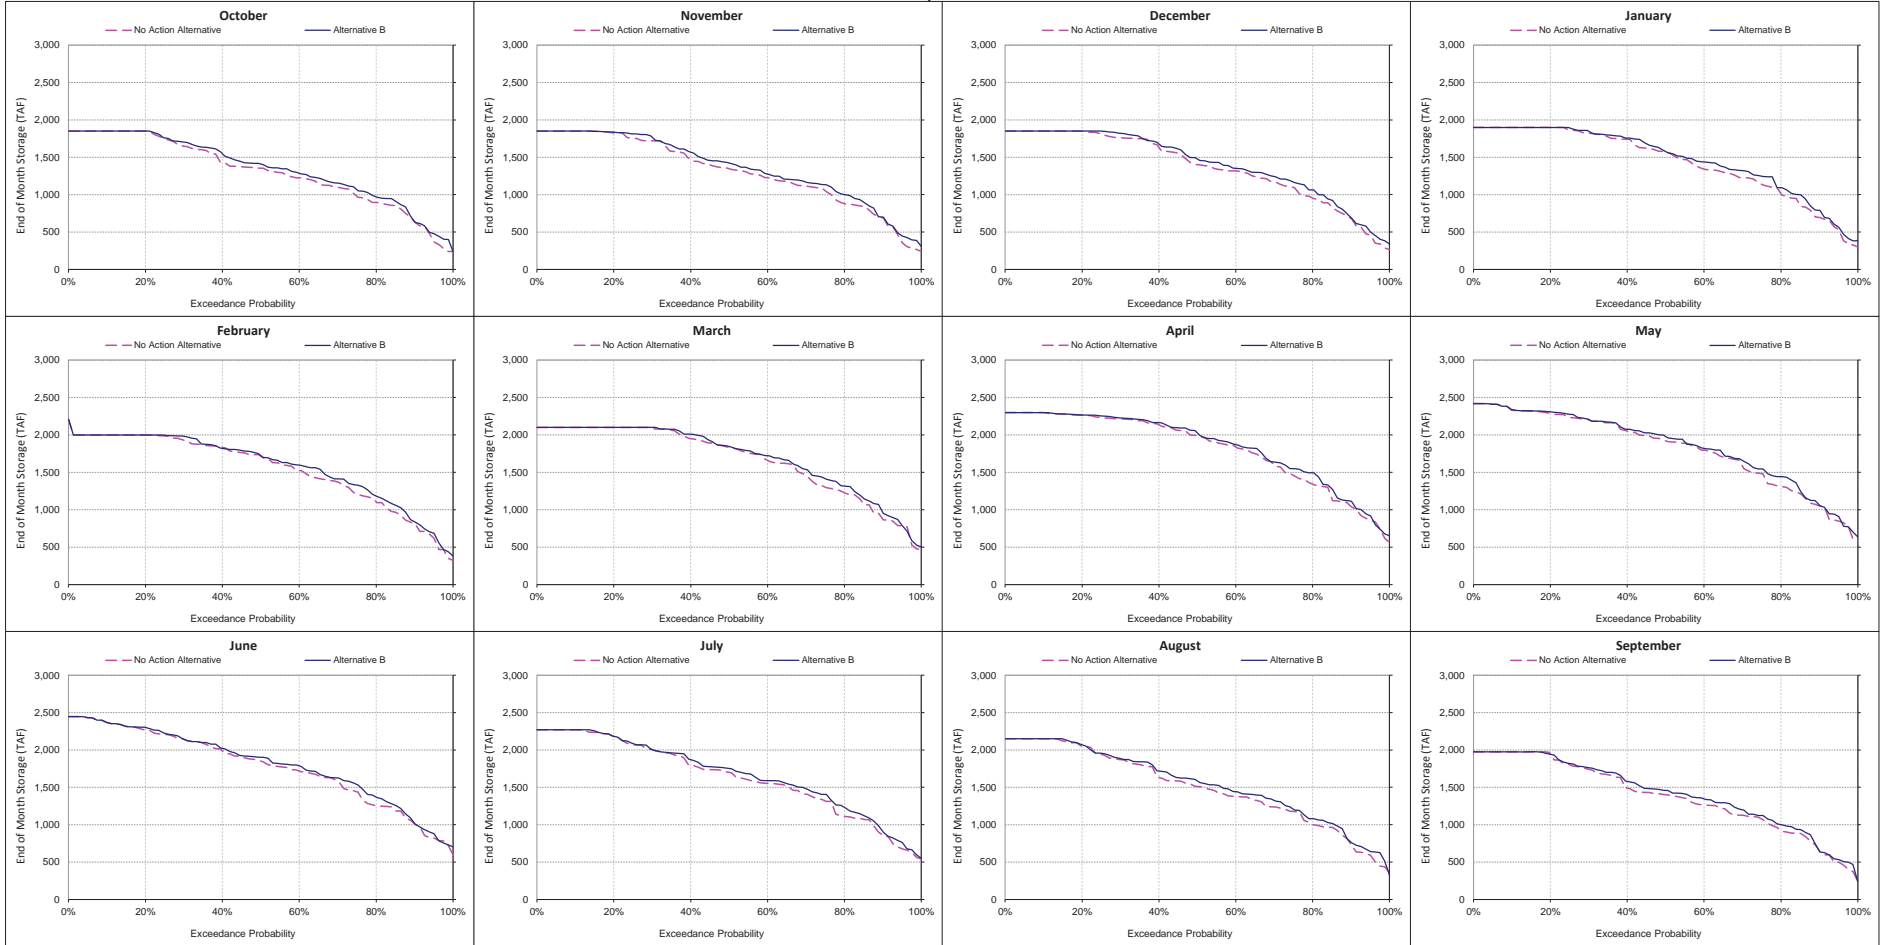 October
No Action Alternative Alternative B
3,000
2,500
2,000
1,500
1,000
500
0
0% 20% 40% 60% 80% 100%
End of Month Storage (TAF)
Exceedance Probability
November
No Action Alternative Alternative B
3,000
2,500
2,000
1,500
1,000
500
0
0% 20% 40% 60% 80% 100%
End of Month Storage (TAF)
Exceedance Probability
December
No Action Alternative Alternative B
3,000
2,500
2,000
1,500
1,000
500
0
0% 20% 40% 60% 80% 100%
End of Month Storage (TAF)
Exceedance Probability
January
No Action Alternative Alternative B
3,000
2,500
2,000
1,500
1,000
500
0
0% 20% 40% 60% 80% 100%
End of Month Storage (TAF)
Exceedance Probability
February
No Action Alternative Alternative B
3,000
2,500
2,000
1,500
1,000
500
0
0% 20% 40% 60% 80% 100%
End of Month Storage (TAF)
Exceedance Probability
March
No Action Alternative Alternative B
3,000
2,500
2,000
1,500
1,000
500
0
0% 20% 40% 60% 80% 100%
End of Month Storage (TAF)
Exceedance Probability
April
No Action Alternative Alternative B
3,000
2,500
2,000
1,500
1,000
500
0
0% 20% 40% 60% 80% 100%
End of Month Storage (TAF)
Exceedance Probability
May
No Action Alternative Alternative B
3,000
2,500
2,000
1,500
1,000
500
0
0% 20% 40% 60% 80% 100%
End of Month Storage (TAF)
Exceedance Probability
June
No Action Alternative Alternative B
3,000
2,500
2,000
1,500
1,000
500
0
0% 20% 40% 60% 80% 100%
End of Month Storage (TAF)
Exceedance Probability
July
No Action Alternative Alternative B
3,000
2,500
2,000
1,500
1,000
500
0
0% 20% 40% 60% 80% 100%
End of Month Storage (TAF)
Exceedance Probability
August
No Action Alternative Alternative B
3,000
2,500
2,000
1,500
1,000
500
0
0% 20% 40% 60% 80% 100%
End of Month Storage (TAF)
Exceedance Probability
September
No Action Alternative Alternative B
3,000
2,500
2,000
1,500
1,000
500
0
0% 20% 40% 60% 80% 100%
End of Month Storage (TAF)
Exceedance Probability